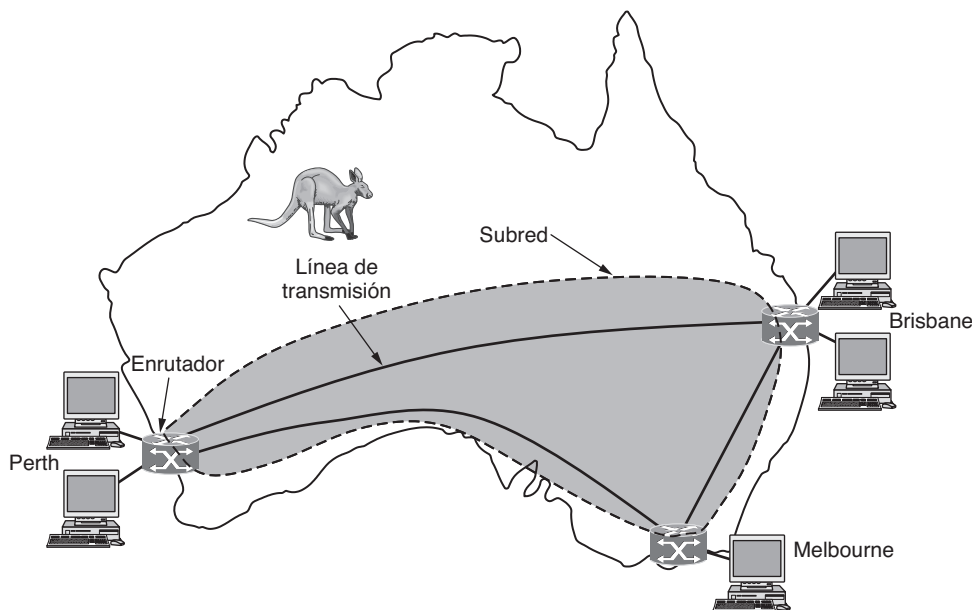 Subred
Línea de
transmisión
Brisbane
Enrutador
Perth
Melbourne